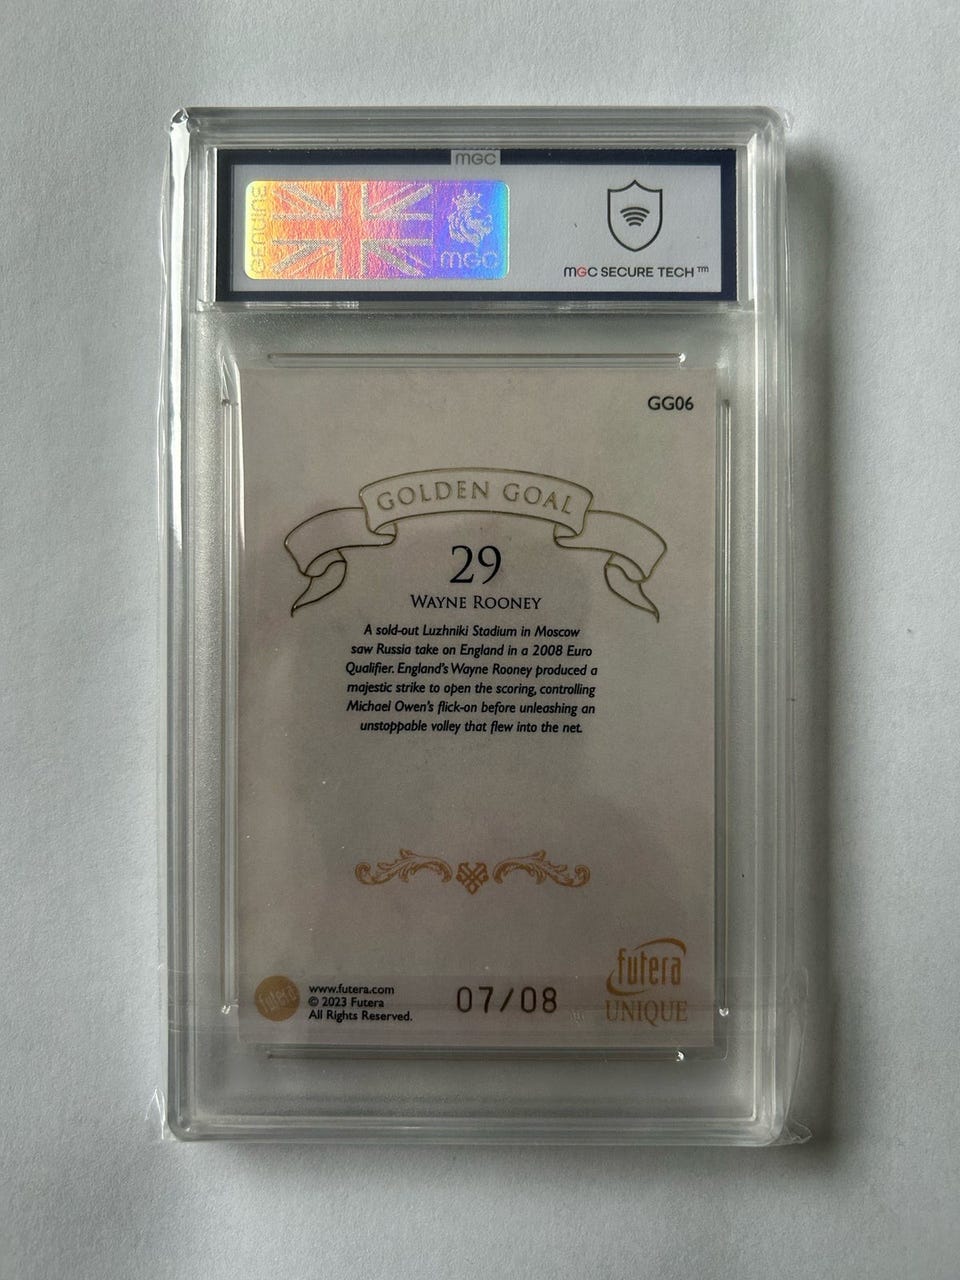 MGC
GENUINE
MGC
MGC SECURE TECH™
GG06
GOLDEN GOAL
29
WAYNE ROONEY
A sold-out Luzhniki Stadium in Moscow
saw Russia take on England in a 2008 Euro
Qualifier. England's Wayne Rooney produced a
majestic strike to open the scoring, controlling
Michael Owen's flick-on before unleashing an
unstoppable volley that flew into the net.
futera
www.futera.com
© 2023 Futera
All Rights Reserved.
07/08
futera
UNIQUE